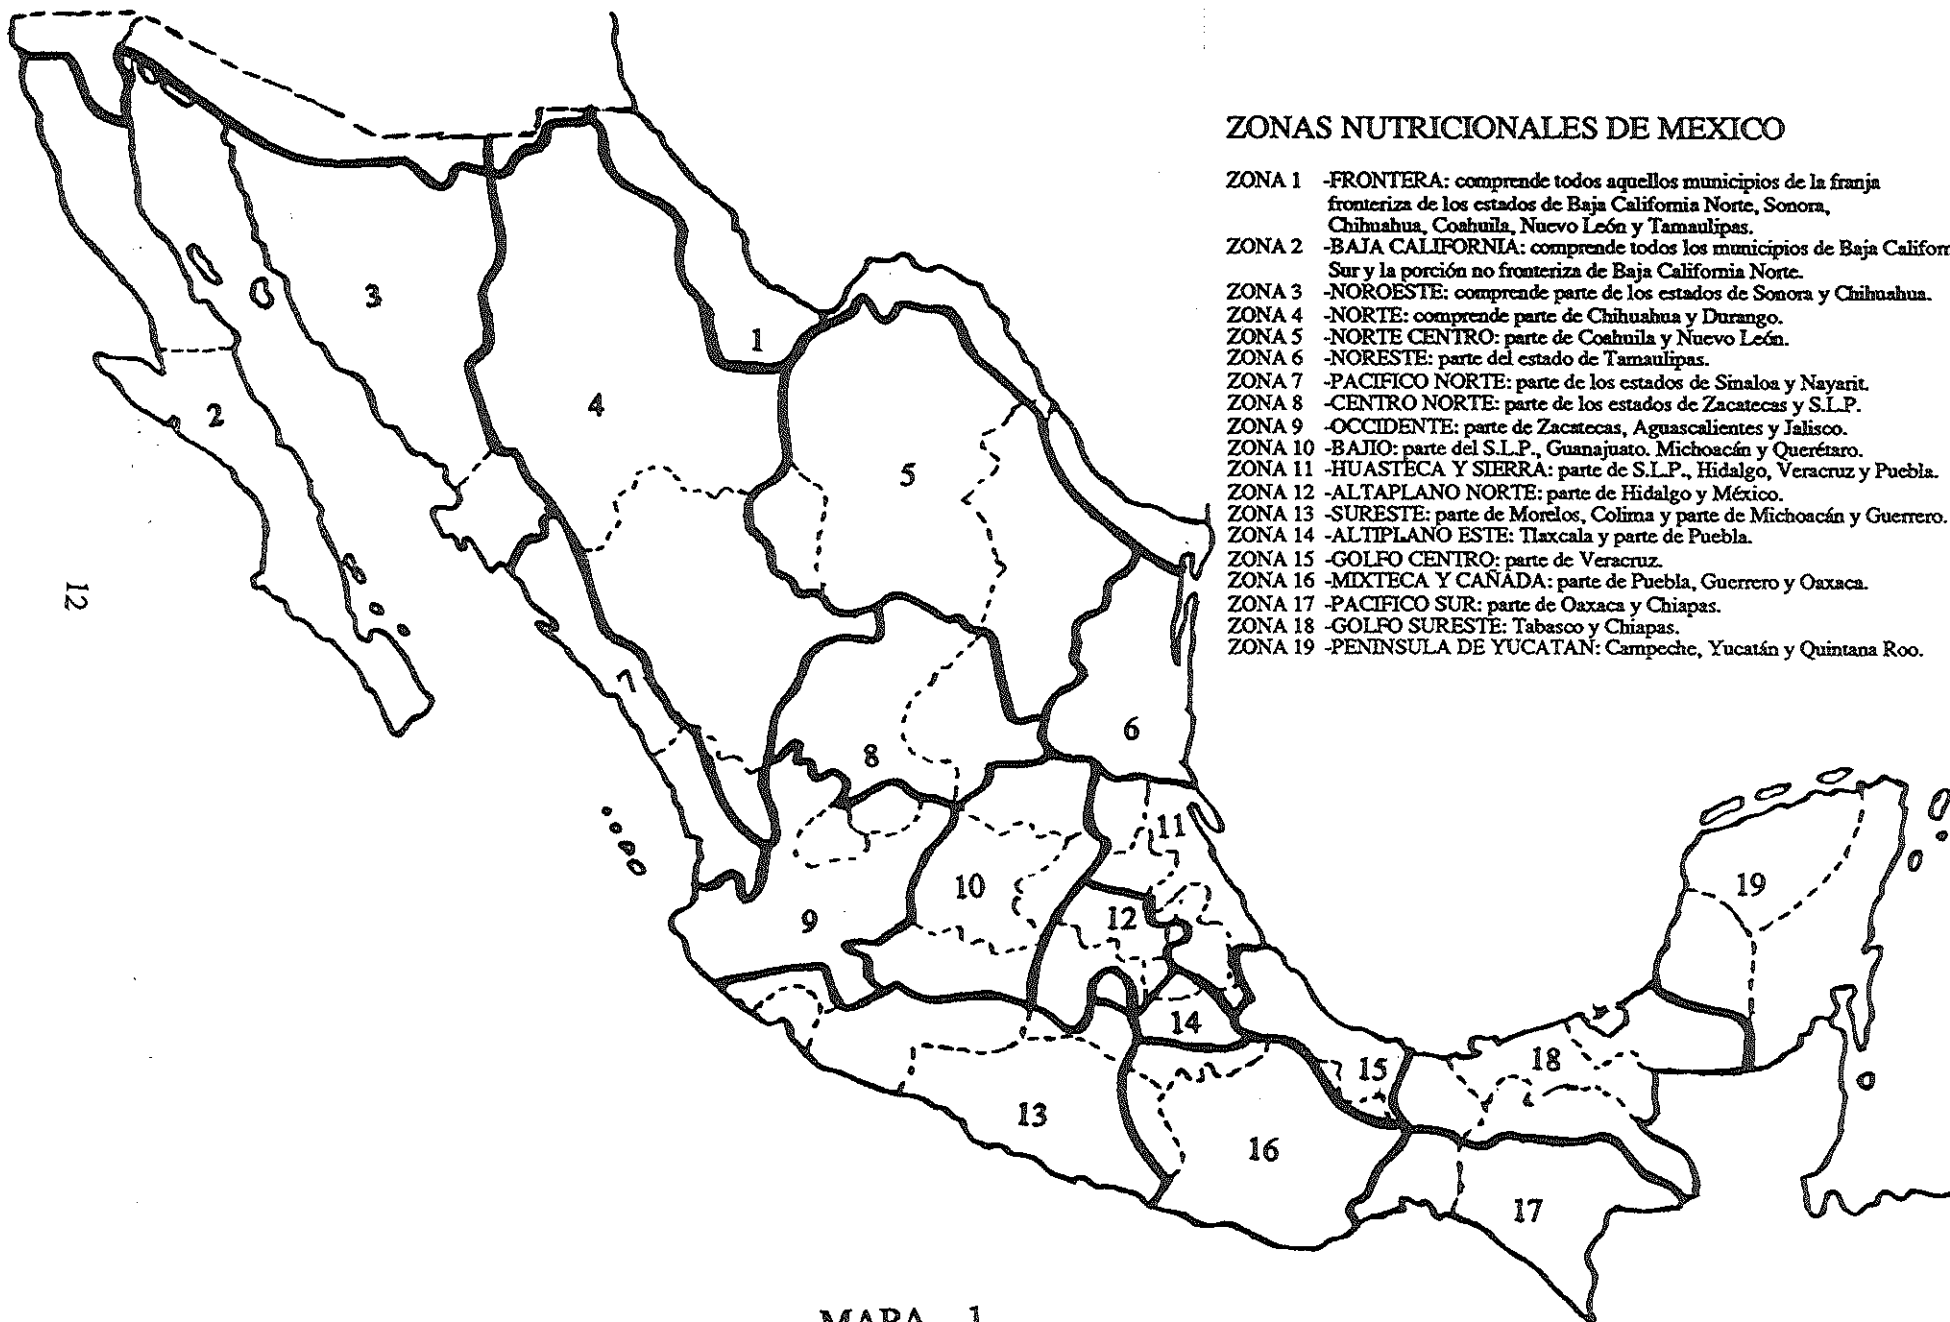 ZONAS NUTRICIONALES DE MEXICO
ZONA 1 -FRONTERA: comprende todos aquellos municipios de la franja
fronteriza de los estados de Baja California Norte, Sonora,
Chihuahua, Coahuila, Nuevo León y Tamaulipas.
ZONA 2 -BAJA CALIFORNIA: comprende todos los municipios de Baja Californ
Sur y la porción no fronteriza de Baja California Norte.
ZONA 3 -NOROESTE: comprende parte de los estados de Sonora y Chihuahua.
ZONA 4 -NORTE: comprende parte de Chihuahua y Durango.
ZONA 5 -NORTE CENTRO: parte de Coahuila y Nuevo León.
ZONA 6 -NORESTE: parte del estado de Tamaulipas.
ZONA 7 -PACIFICO NORTE: parte de los estados de Sinaloa y Nayarit.
ZONA 8 -CENTRO NORTE: parte de los estados de Zacatecas y S.L.P.
ZONA 9 -OCCIDENTE: parte de Zacatecas, Aguascalientes y Jalisco.
ZONA 10 -BAJIO: parte del S.L.P., Guanajuato. Michoacán y Querétaro.
ZONA 11 -HUASTECA Y SIERRA: parte de S.L.P., Hidalgo, Veracruz y Puebla.
ZONA 12 -ALTAPLANO NORTE: parte de Hidalgo y México.
ZONA 13 -SURESTE: parte de Morelos, Colima y parte de Michoacán y Guerrero.
ZONA 14 -ALTIPLANO ESTE: Tlaxcala y parte de Puebla.
ZONA 15 -GOLFO CENTRO: parte de Veracruz.
ZONA 16 -MIXTECA Y CAÑADA: parte de Puebla, Guerrero y Oaxaca.
ZONA 17 -PACIFICO SUR: parte de Oaxaca y Chiapas.
ZONA 18 -GOLFO SURESTE: Tabasco y Chiapas.
ZONA 19 -PENINSULA DE YUCATAN: Campeche, Yucatán y Quintana Roo.
3
1
4
2
5
12
7
6
8
11
10
19
9
12
14
15
18
13
16
17
MAPA 1